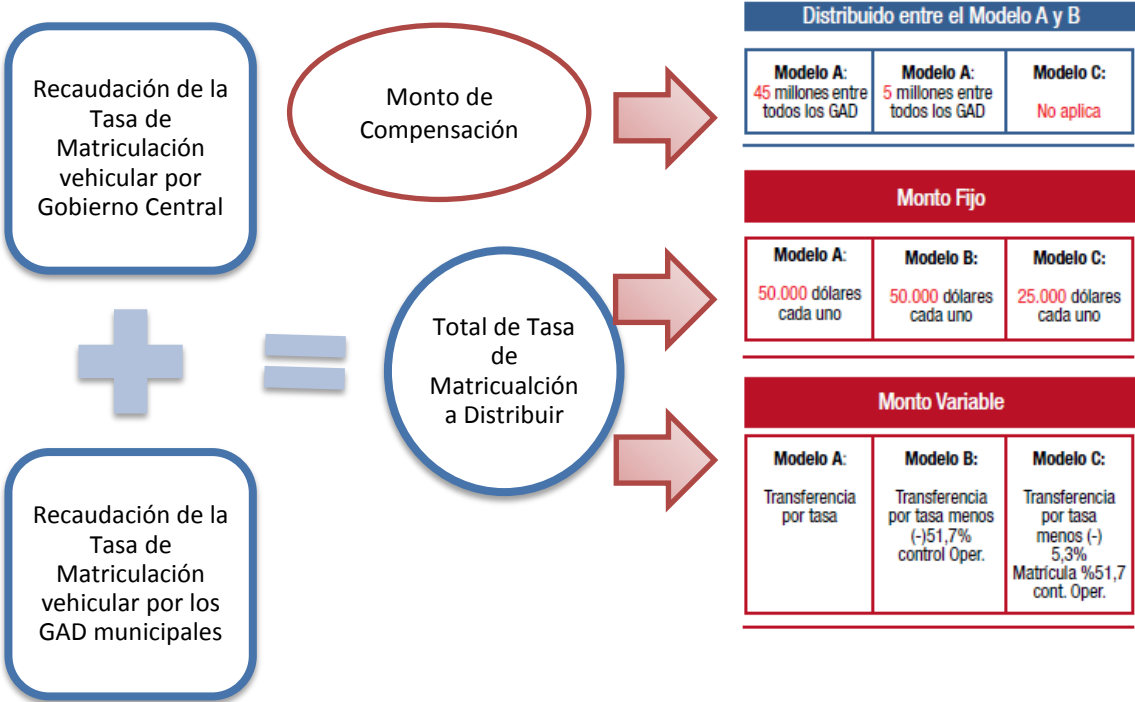 Recaudación de la
Tasa de
Matriculación
vehicular por
Gobierno Central
Recaudación de la
Tasa de
Matriculación
vehicular por los
GAD municipales
Monto de
Compensación
Total de Tasa
de
Matricualción
a Distribuir
Distribuido entre el Modelo A y B
Modelo A:
45 millones entre
todos los GAD
Modelo A:
5 millones entre
todos los GAD
Modelo C:
No aplica
Monto Fijo
Modelo A:
50.000 dólares
cada uno
Modelo B:
50.000 dólares
cada uno
Modelo C:
25.000 dólares
cada uno
Monto Variable
Modelo A:
Transferencia
por tasa
Modelo B:
Transferencia
por tasa menos
(-)51,7%
control Oper.
Modelo C:
Transferencia
por tasa
menos (-)
5,3%
Matrícula %51,7
cont. Oper.